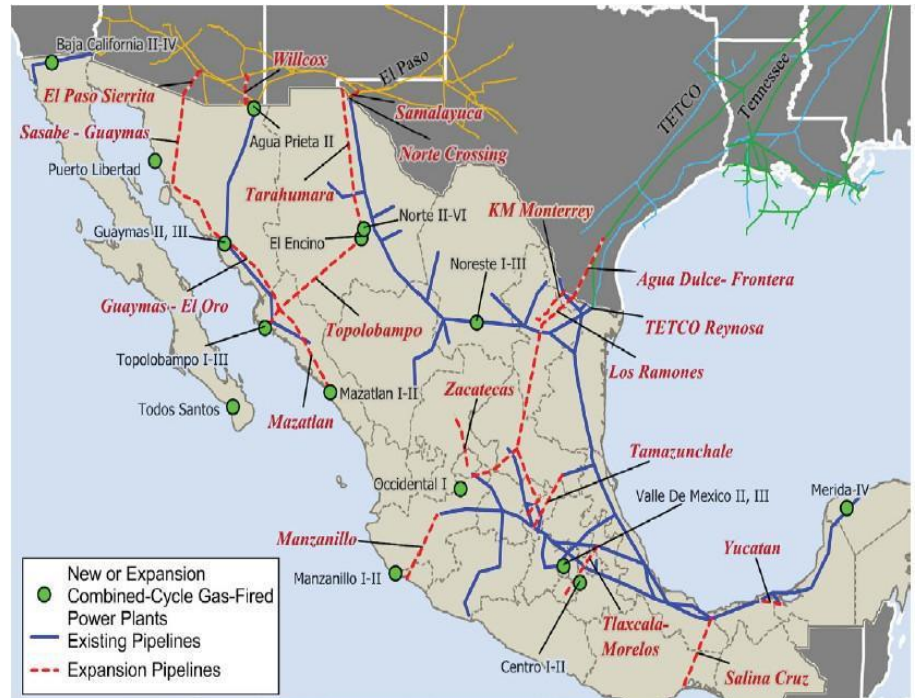 Baja California II-IV
Willcox
El Paso
El Paso Sierrita
Samalayuca
TETCO
Tennessee
Sasabe - Guaymas
Agua Prieta II
Norte Crossing
Puerto Libertad
Tarahumara
KM Monterrey
Norte II-VI
Guaymas II, III
El Encino
Noreste I-III
Agua Dulce- Frontera
Guaymas - El Oro
Topolobampo
TETCO Reynosa
Topolobampo I-III
Los Ramones
Zacatecas
Mazatlan I-II
Todos Santos
Mazatlan
Tamazunchale
Occidental I
Valle De Mexico II, III
Merida-IV
Manzanillo
Yucatan
Manzanillo I-II
Tlaxcala-
Morelos
Centro I-II
Salina Cruz
New or Expansion
Combined-Cycle Gas-Fired
Power Plants
Existing Pipelines
Expansion Pipelines